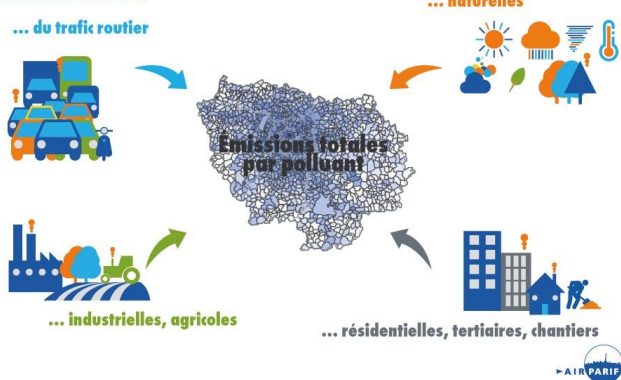 ... naturelles
... du trafic routier
Émissions totales
par polluant
... industrielles, agricoles
... résidentielles, tertiaires, chantiers
AIRPARIF